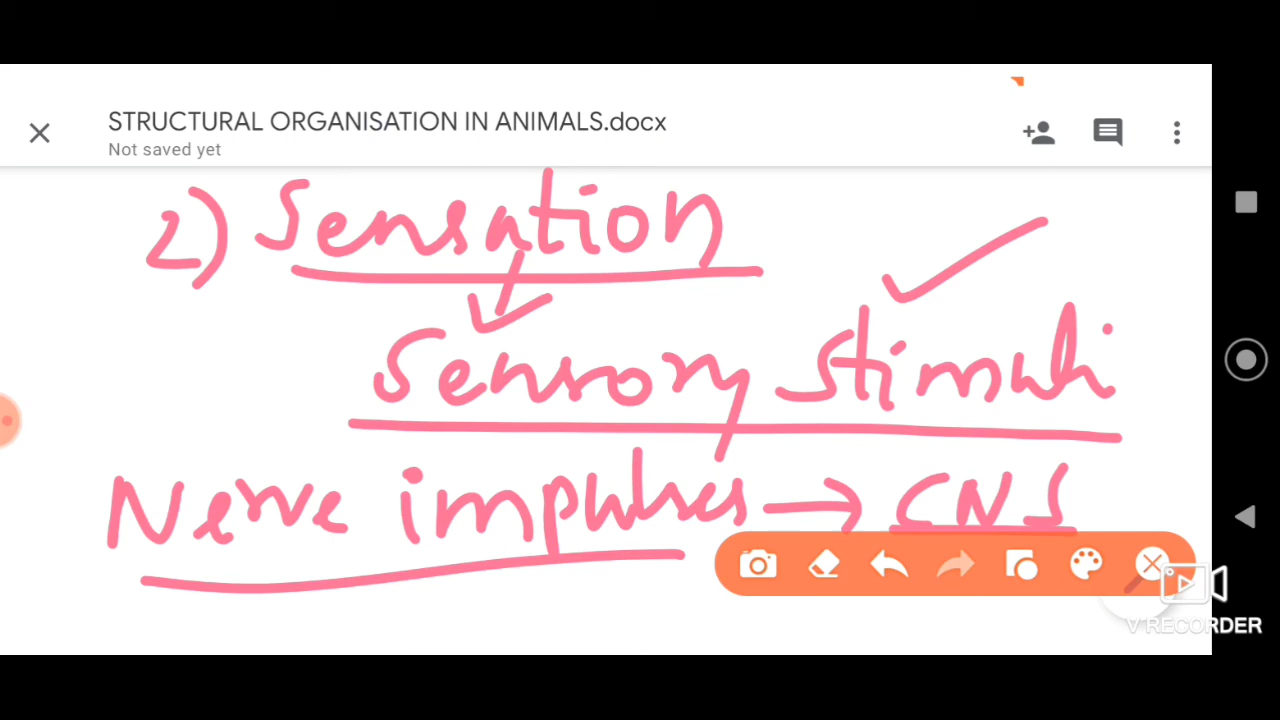 STRUCTURAL ORGANISATION IN ANIMALS.docx
Not saved yet
2) Sensation
Sensory Stimuli
Nerve impulses → CNS
V RECORDER